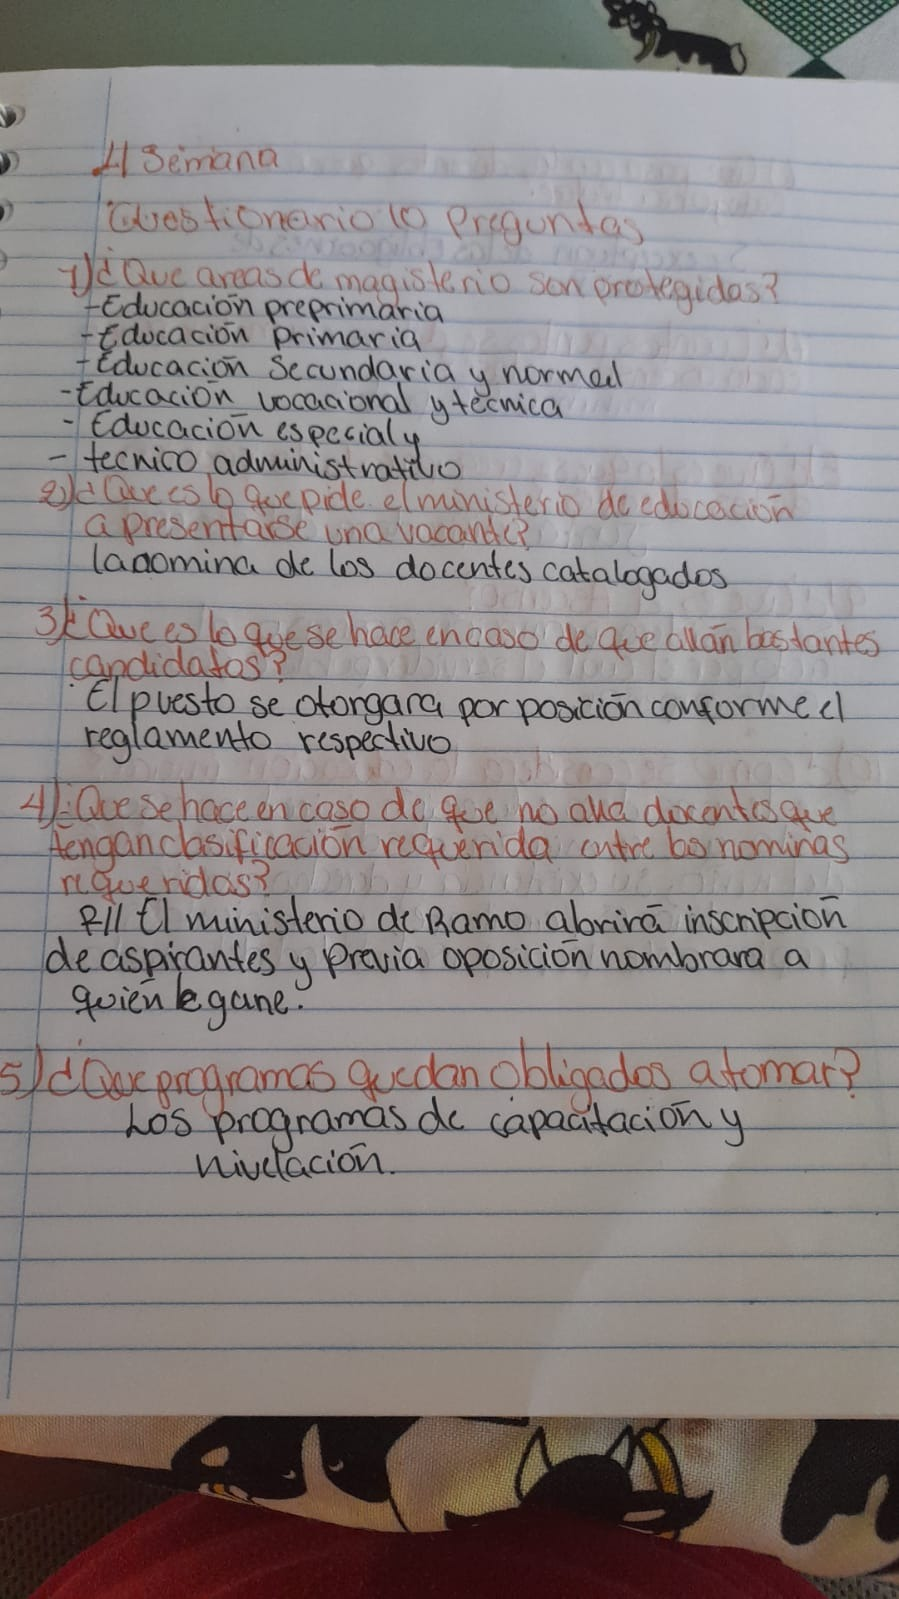 4 Semana
Cuestionario 10 Preguntas
1) ¿Que areas de magisterio son protegidas?
-Educación preprimaria
-Educación primaria
-Educación Secundaria y normal
-Educación vocacional y tecnica
- Educación especial y
- tecnico administrativo
2) ¿Que es lo que pide el ministerio de educación
a presentarse una vacante?
la nomina de los docentes catalogados
3) ¿Que es lo que se hace en caso de que allan bastantes
candidatos?
El puesto se otorgara por posición conforme el
reglamento respectivo
4) ¿Que se hace en caso de que no alla docentes que
tengan clasificación requerida entre las nominas
requeridas?
R// El ministerio de Ramo abrirá inscripcion
de aspirantes y previa oposición nombrara a
quién le gane.
5) ¿Que programas quedan obligados a tomar?
Los programas de capacitación y
nivelación.